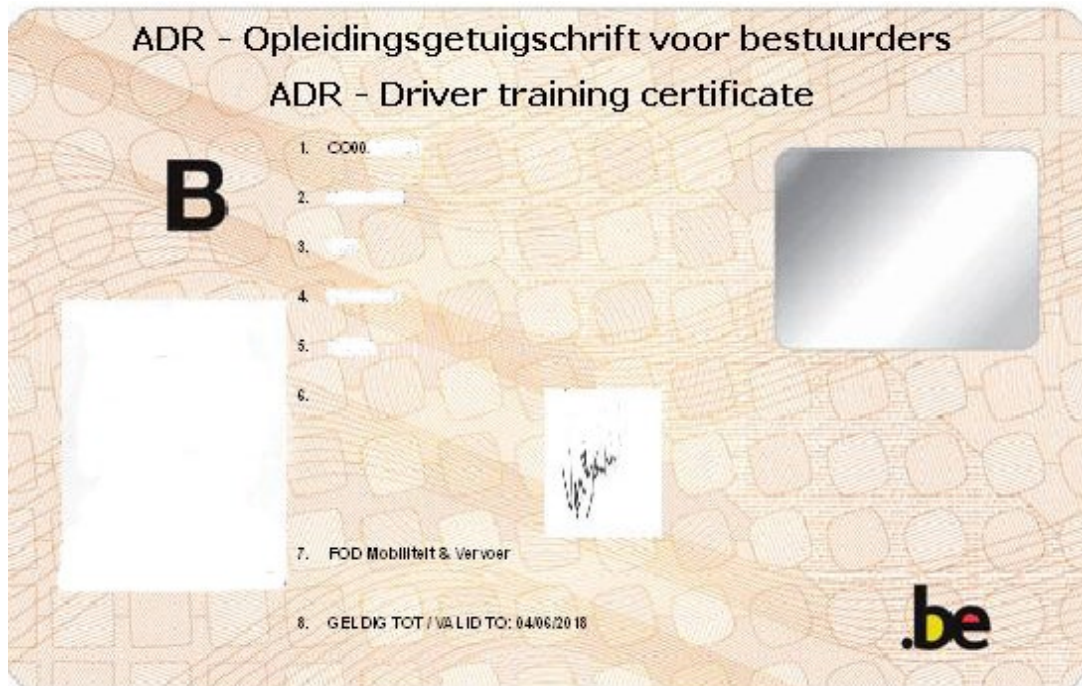 ADR - Opleidingsgetuigschrift voor bestuurders
ADR - Driver training certificate
B
1. CC00.
2.
3.
4.
5.
6.
7. FOD Mobiliteit & Vervoer
8. GELDIG TOT / VALID TO: 04/06/2018
.be